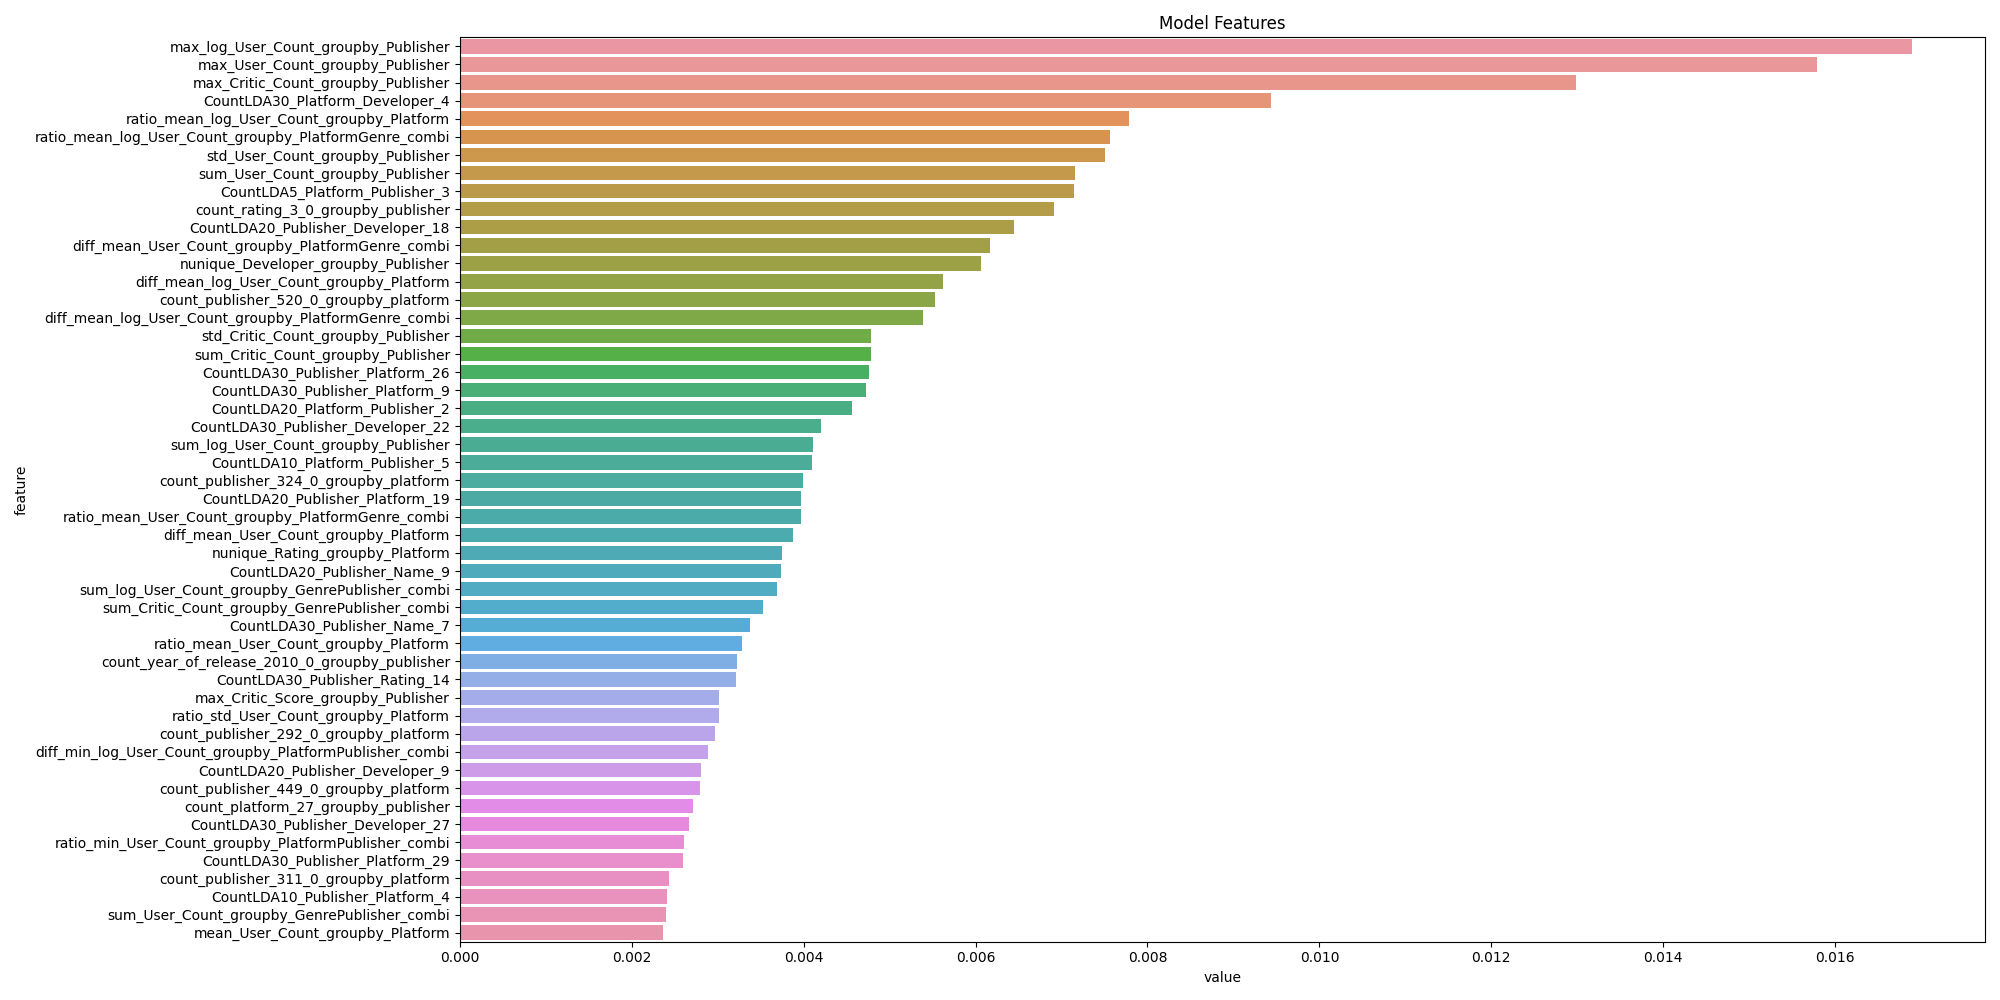 Model Features
max_log_User_Count_groupby_Publisher
max_User_Count_groupby_Publisher
max_Critic_Count_groupby_Publisher
CountLDA30_Platform_Developer_4
ratio_mean_log_User_Count_groupby_Platform
ratio_mean_log_User_Count_groupby_PlatformGenre_combi
std_User_Count_groupby_Publisher
sum_User_Count_groupby_Publisher
CountLDA5_Platform_Publisher_3
count_rating_3_0_groupby_publisher
CountLDA20_Publisher_Developer_18
diff_mean_User_Count_groupby_PlatformGenre_combi
nunique_Developer_groupby_Publisher
diff_mean_log_User_Count_groupby_Platform
count_publisher_520_0_groupby_platform
diff_mean_log_User_Count_groupby_PlatformGenre_combi
std_Critic_Count_groupby_Publisher
sum_Critic_Count_groupby_Publisher
CountLDA30_Publisher_Platform_26
CountLDA30_Publisher_Platform_9
CountLDA20_Platform_Publisher_2
CountLDA30_Publisher_Developer_22
sum_log_User_Count_groupby_Publisher
CountLDA10_Platform_Publisher_5
count_publisher_324_0_groupby_platform
CountLDA20_Publisher_Platform_19
ratio_mean_User_Count_groupby_PlatformGenre_combi
diff_mean_User_Count_groupby_Platform
nunique_Rating_groupby_Platform
CountLDA20_Publisher_Name_9
sum_log_User_Count_groupby_GenrePublisher_combi
sum_Critic_Count_groupby_GenrePublisher_combi
CountLDA30_Publisher_Name_7
ratio_mean_User_Count_groupby_Platform
count_year_of_release_2010_0_groupby_publisher
CountLDA30_Publisher_Rating_14
max_Critic_Score_groupby_Publisher
ratio_std_User_Count_groupby_Platform
count_publisher_292_0_groupby_platform
diff_min_log_User_Count_groupby_PlatformPublisher_combi
CountLDA20_Publisher_Developer_9
count_publisher_449_0_groupby_platform
count_platform_27_groupby_publisher
CountLDA30_Publisher_Developer_27
ratio_min_User_Count_groupby_PlatformPublisher_combi
CountLDA30_Publisher_Platform_29
count_publisher_311_0_groupby_platform
CountLDA10_Publisher_Platform_4
sum_User_Count_groupby_GenrePublisher_combi
mean_User_Count_groupby_Platform
feature
0.000 0.002 0.004 0.006 0.008 0.010 0.012 0.014 0.016
value